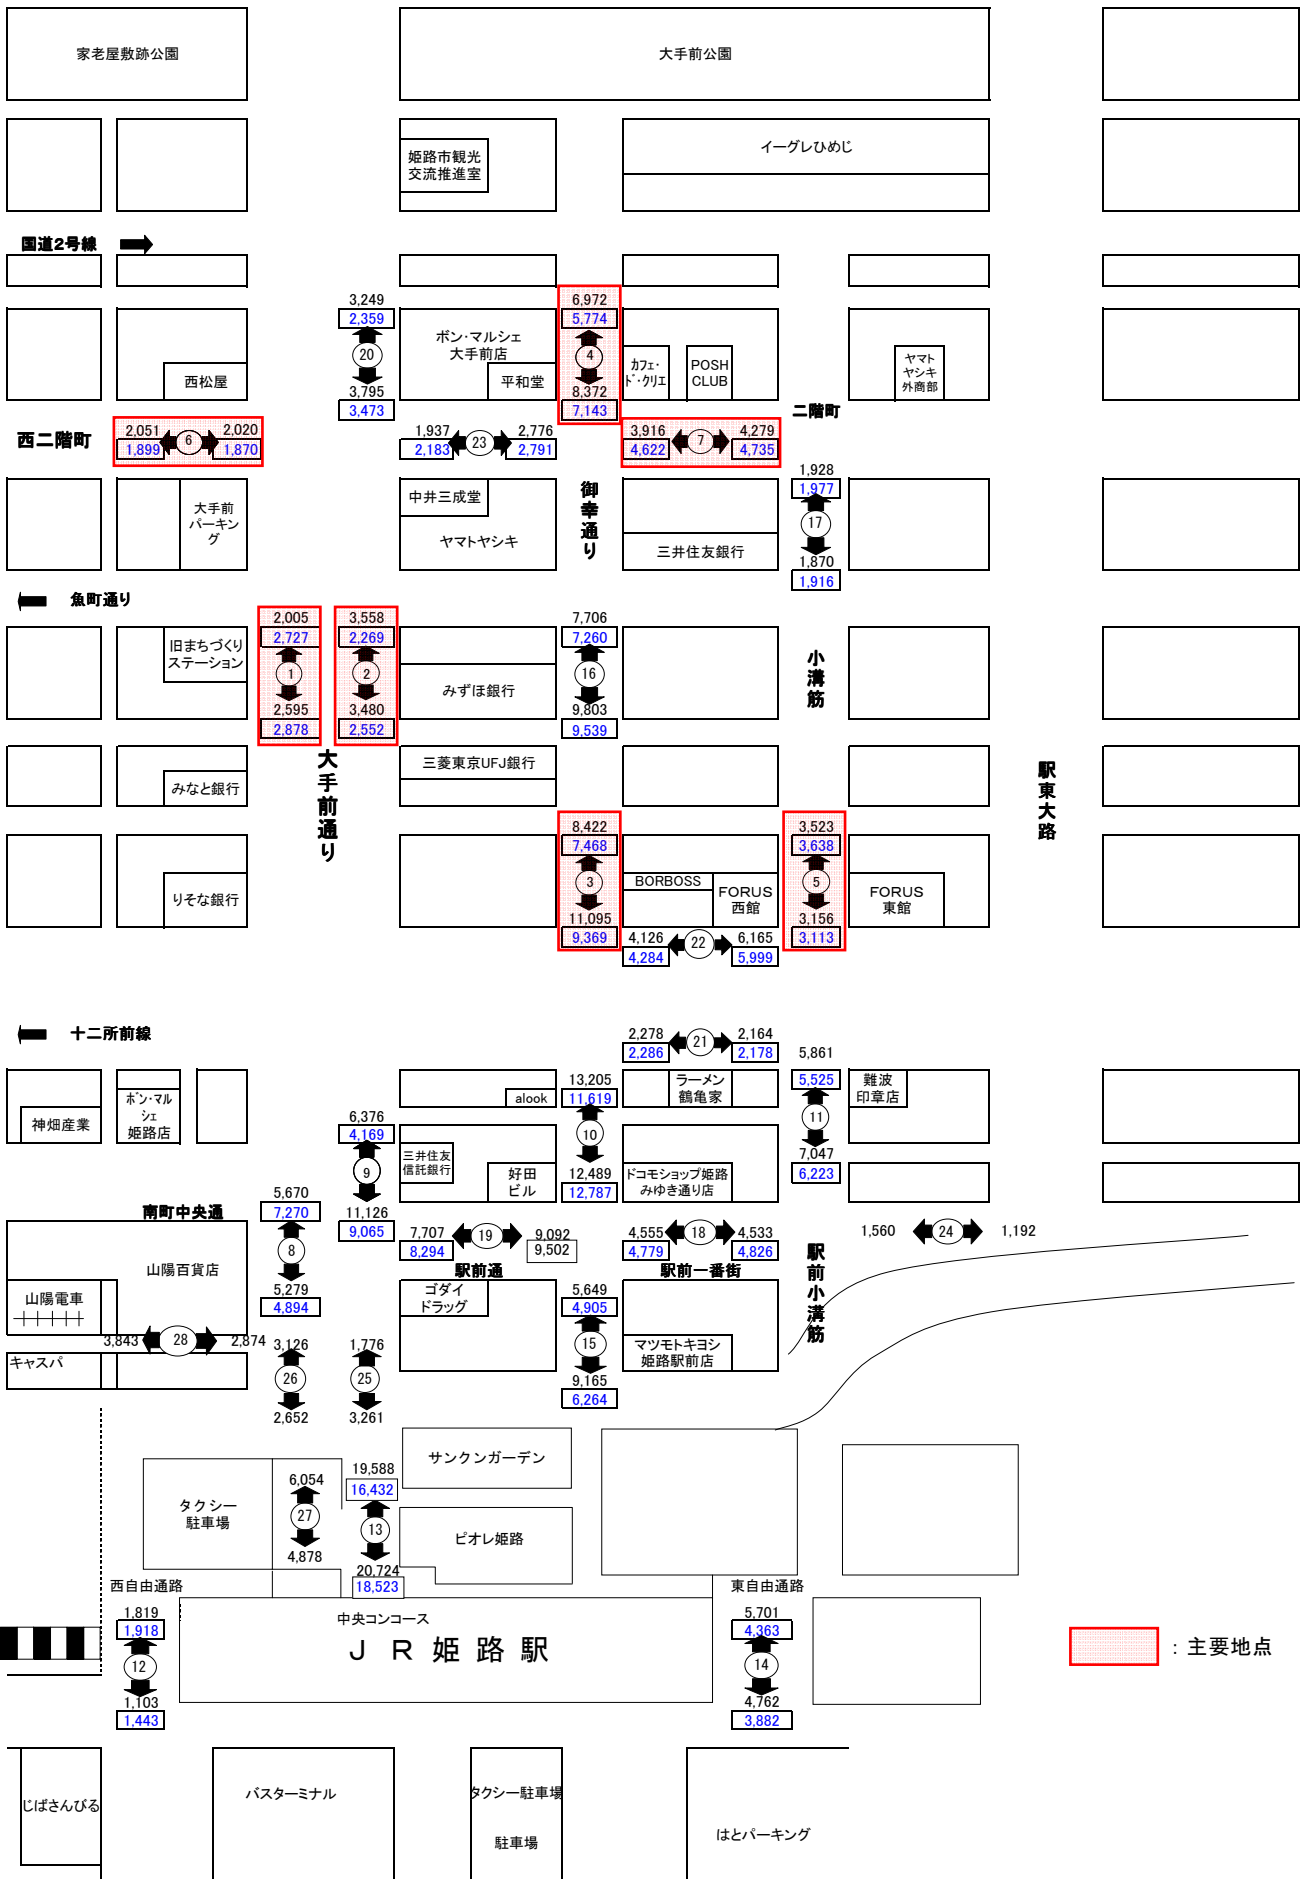 家老屋敷跡公園
大手前公園
姫路市観光
交流推進室
イーグレひめじ
国道2号線
3,249
2,359
20
3,795
3,473
ボン・マルシェ
大手前店
平和堂
6,972
5,774
4
8,372
7,143
カフェ・
ド・クリエ
POSH
CLUB
ヤマト
ヤシキ
外商部
西松屋
二階町
西二階町
2,051
1,899
6
2,020
1,870
1,937
2,183
23
2,776
2,791
3,916
4,622
7
4,279
4,735
大手前
パーキン
グ
中井三成堂
ヤマトヤシキ
御幸通り
三井住友銀行
1,928
1,977
17
1,870
1,916
魚町通り
旧まちづくり
ステーション
2,005
2,727
1
2,595
2,878
3,558
2,269
2
3,480
2,552
みずほ銀行
7,706
7,260
16
9,803
9,539
小溝筋
みなと銀行
大手前通り
三菱東京UFJ銀行
駅東大路
りそな銀行
8,422
7,468
3
11,095
9,369
BORBOSS
FORUS
西館
3,523
3,638
5
3,156
3,113
FORUS
東館
4,126
4,284
22
6,165
5,999
十二所前線
2,278
2,286
21
2,164
2,178
神畑産業
ボン・マル
シェ
姫路店
alook
13,205
11,619
10
12,489
12,787
ラーメン
鶴亀家
5,861
5,525
11
7,047
6,223
難波
印章店
6,376
4,169
9
11,126
9,065
三井住友
信託銀行
好田
ビル
ドコモショップ姫路
みゆき通り店
南町中央通
5,670
7,270
8
5,279
4,894
山陽百貨店
7,707
8,294
19
9,092
9,502
駅前通
4,555
4,779
18
4,533
4,826
駅前一番街
1,560
24
1,192
駅前小溝筋
山陽電車
ゴダイ
ドラッグ
5,649
4,905
15
9,165
6,264
マツモトキヨシ
姫路駅前店
3,843
28
2,874
キャスパ
3,126
26
2,652
1,776
25
3,261
サンクンガーデン
タクシー
駐車場
6,054
27
4,878
19,588
16,432
13
20,724
18,523
ピオレ姫路
西自由通路
東自由通路
1,819
1,918
12
1,103
1,443
中央コンコース
JR姫路駅
5,701
4,363
14
4,762
3,882
：主要地点
じばさんびる
バスターミナル
タクシー駐車場
駐車場
はとパーキング